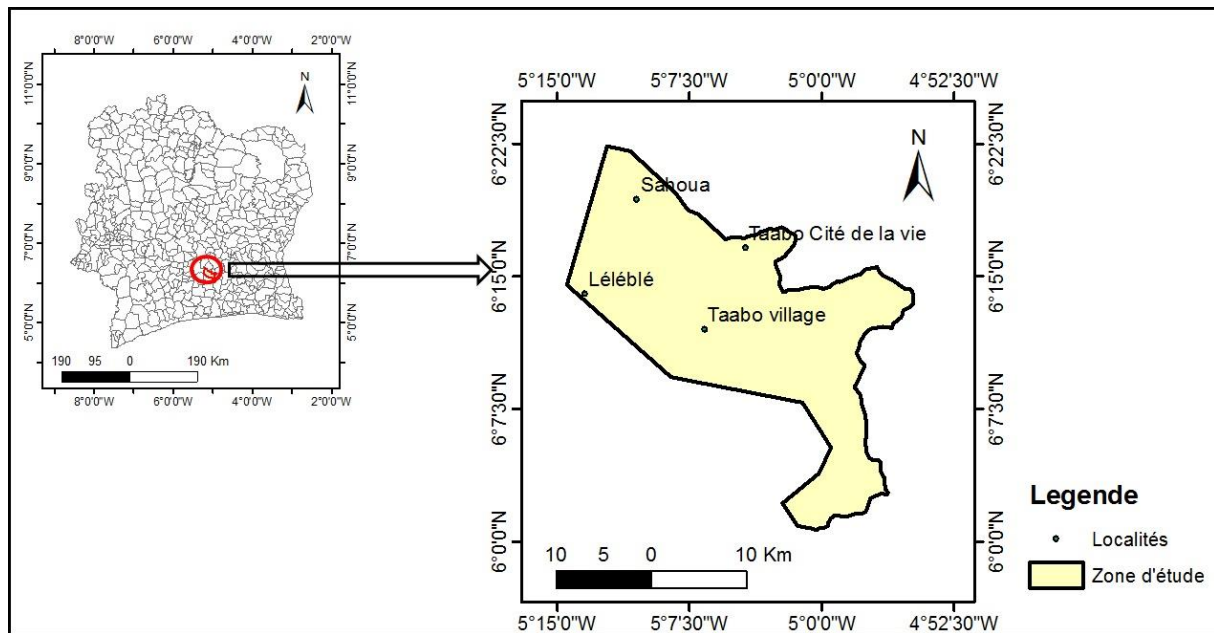 8°0'0"W 6°0'0"W 4°0'0"W 2°0'0"W
N
11°0'0"N
9°0'0"N
7°0'0"N
5°0'0"N
11°0'0"N
9°0'0"N
7°0'0"N
5°0'0"N
190 95 0 190 Km
8°0'0"W 6°0'0"W 4°0'0"W 2°0'0"W
5°15'0"W 5°7'30"W 5°0'0"W 4°52'30"W
N
6°22'30"N
6°15'0"N
6°7'30"N
6°0'0"N
Sahoua
Taabo Cité de la vie
Léléblé
Taabo village
6°22'30"N
6°15'0"N
6°7'30"N
6°0'0"N
10 5 0 10 Km
5°15'0"W 5°7'30"W 5°0'0"W 4°52'30"W
Legende
Localités
Zone d'étude